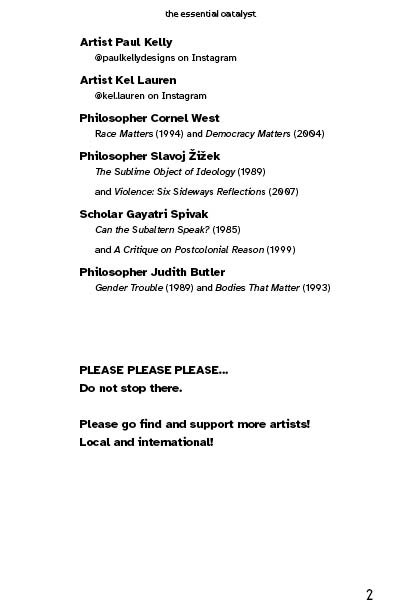 the essential catalyst
Artist Paul Kelly
@paulkellydesigns on Instagram
Artist Kel Lauren
@kel.lauren on Instagram
Philosopher Cornel West
Race Matters (1994) and Democracy Matters (2004)
Philosopher Slavoj Žižek
The Sublime Object of Ideology (1989)
and Violence: Six Sideways Reflections (2007)
Scholar Gayatri Spivak
Can the Subaltern Speak? (1985)
and A Critique on Postcolonial Reason (1999)
Philosopher Judith Butler
Gender Trouble (1989) and Bodies That Matter (1993)
PLEASE PLEASE PLEASE...
Do not stop there.
Please go find and support more artists!
Local and international!
2